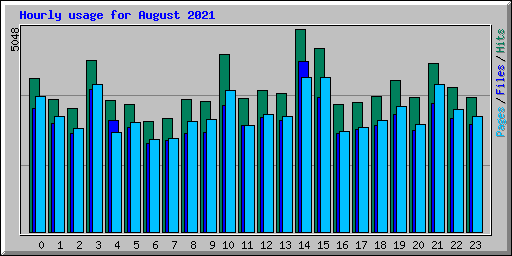 Hourly usage for August 2021
5048
Pages/Files/Hits
0 1 2 3 4 5 6 7 8 9 10 11 12 13 14 15 16 17 18 19 20 21 22 23